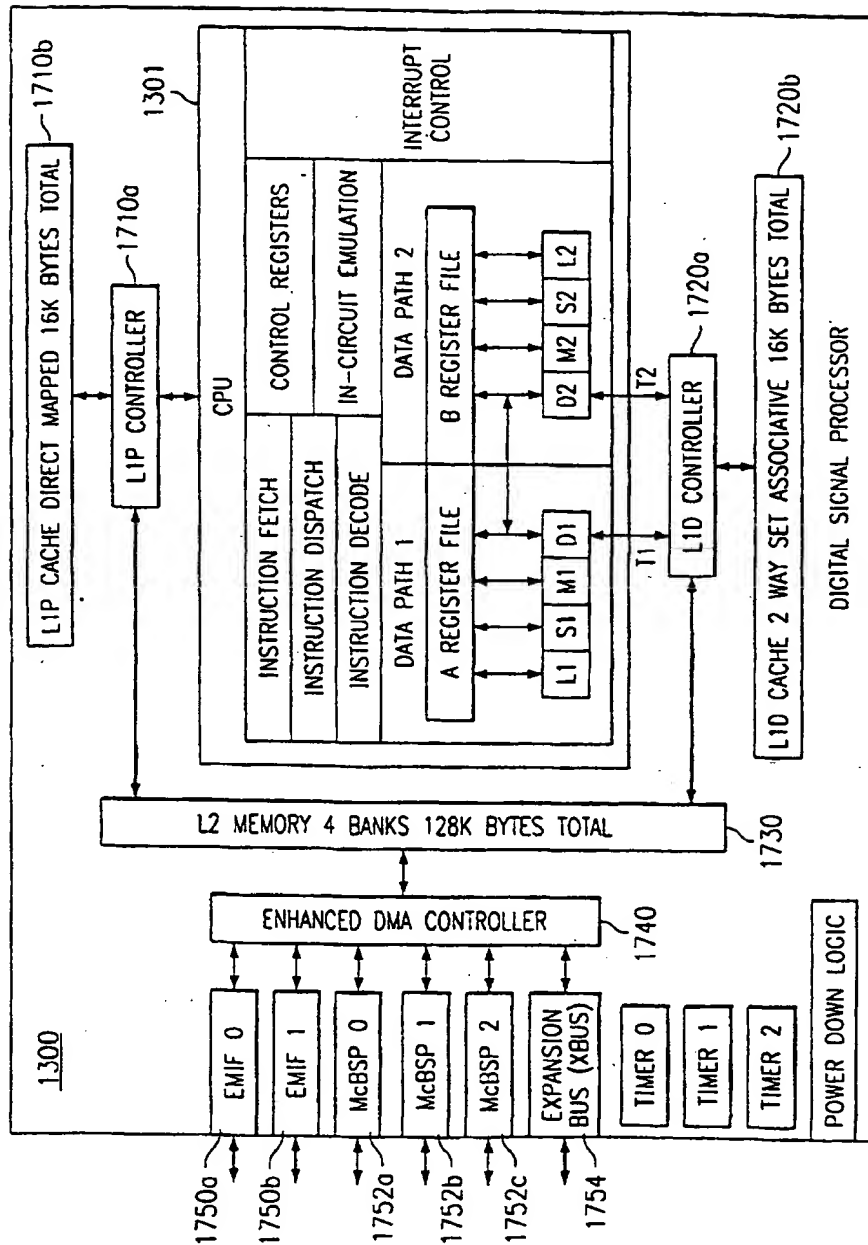 1300
1750a
EMIF 0
1750b
EMIF 1
1752a
McBSP 0
1752b
McBSP 1
1752c
McBSP 2
1754
EXPANSION
BUS (XBUS)
TIMER 0
TIMER 1
TIMER 2
POWER DOWN LOGIC
ENHANCED DMA CONTROLLER
1740
L2 MEMORY 4 BANKS 128K BYTES TOTAL
1730
L1P CACHE DIRECT MAPPED 16K BYTES TOTAL
1710b
L1P CONTROLLER
1710a
1301
CPU
INSTRUCTION FETCH
INSTRUCTION DISPATCH
INSTRUCTION DECODE
CONTROL REGISTERS
IN-CIRCUIT EMULATION
INTERRUPT
CONTROL
DATA PATH 1
A REGISTER FILE
L1 S1 M1 D1
DATA PATH 2
B REGISTER FILE
D2 M2 S2 L2
T1
T2
L1D CONTROLLER
1720a
L1D CACHE 2 WAY SET ASSOCIATIVE 16K BYTES TOTAL
1720b
DIGITAL SIGNAL PROCESSOR